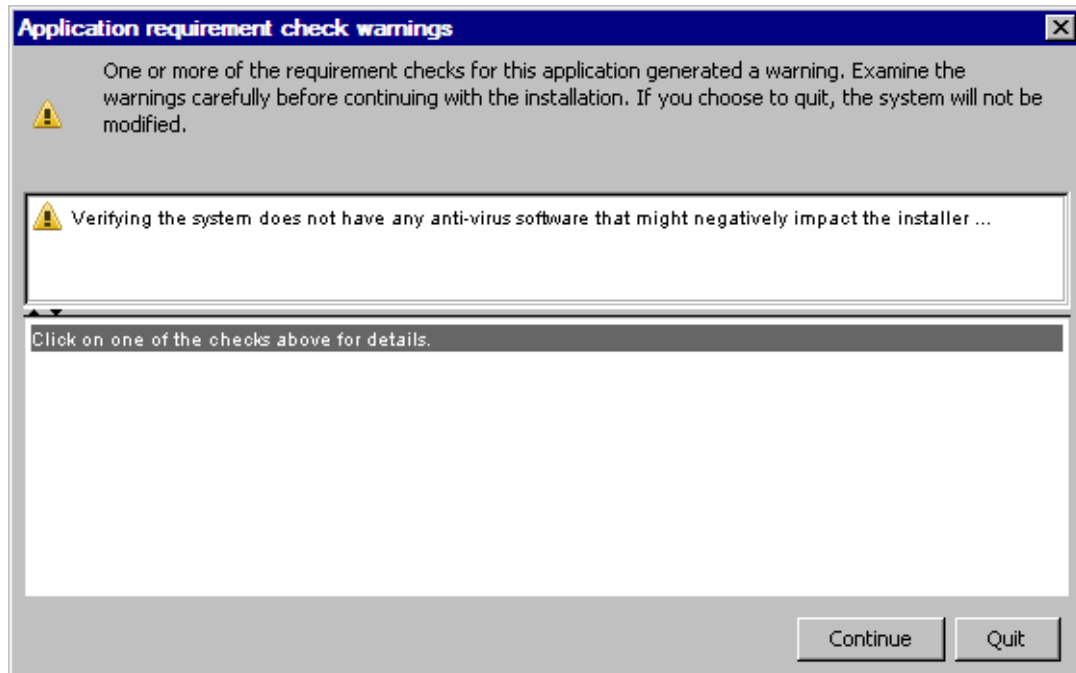 Application requirement check warnings
One or more of the requirement checks for this application generated a warning. Examine the
warnings carefully before continuing with the installation. If you choose to quit, the system will not be
modified.
Verifying the system does not have any anti-virus software that might negatively impact the installer ...
Click on one of the checks above for details.
Continue
Quit